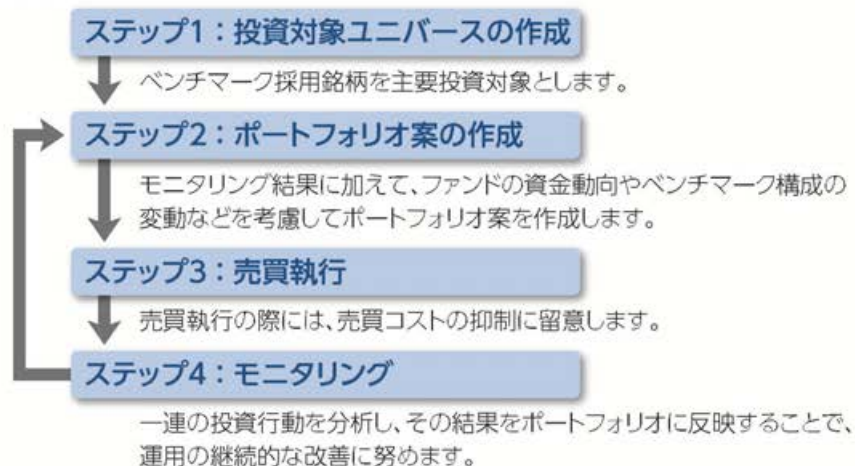 ステップ1：投資対象ユニバースの作成
ベンチマーク採用銘柄を主要投資対象とします。
ステップ2：ポートフォリオ案の作成
モニタリング結果に加えて、ファンドの資金動向やベンチマーク構成の
変動などを考慮してポートフォリオ案を作成します。
ステップ3：売買執行
売買執行の際には、売買コストの抑制に留意します。
ステップ4：モニタリング
一連の投資行動を分析し、その結果をポートフォリオに反映することで、
運用の継続的な改善に努めます。